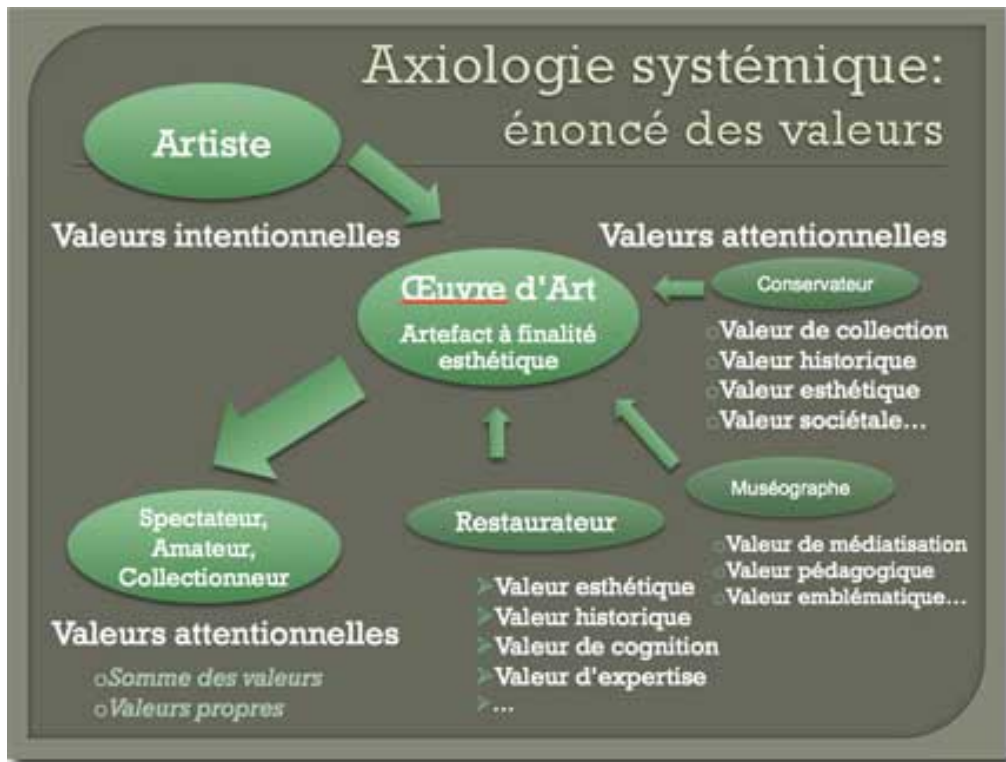 Axiologie systémique:
énoncé des valeurs
Artiste
Valeurs intentionnelles
Valeurs attentionnelles
Œuvre d'Art
Artefact à finalité
esthétique
Conservateur
Valeur de collection
Valeur historique
Valeur esthétique
Valeur sociétale...
Muséographe
Valeur de médiatisation
Valeur pédagogique
Valeur emblématique...
Restaurateur
Valeur esthétique
Valeur historique
Valeur de cognition
Valeur d'expertise
...
Spectateur,
Amateur,
Collectionneur
Valeurs attentionnelles
Somme des valeurs
Valeurs propres